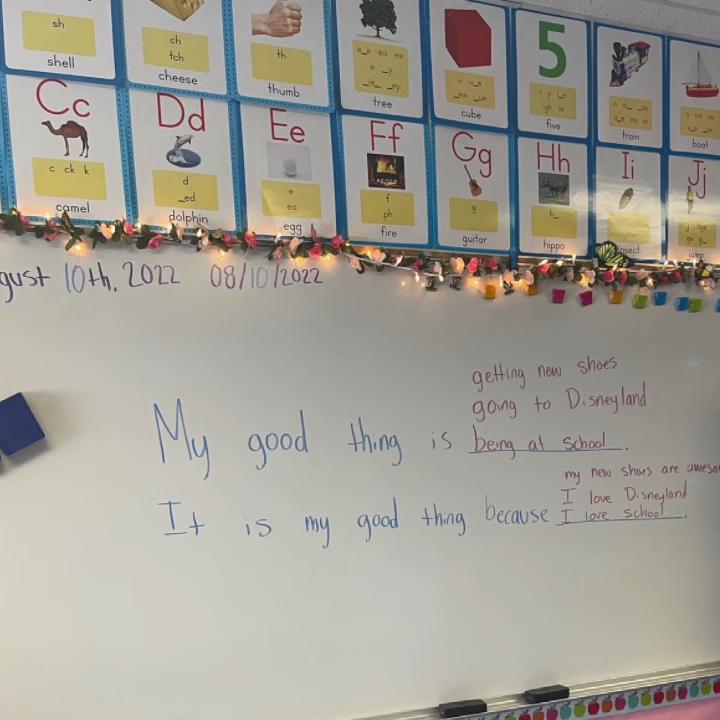 sh
shell
ch
tch
cheese
th
thumb
tree
cube
5
five
train
boat
Cc
c ck k
camel
Dd
d
_ed
dolphin
Ee
e
ea
egg
Ff
f
ph
fire
Gg
g
guitar
Hh
h_
hippo
Ii
insect
Jj
jump
gust 10th, 2022 08/10/2022
getting new shoes
going to Disneyland
My good thing is being at school.
my new shoes are aweso
I love Disneyland
It is my good thing because I love school.